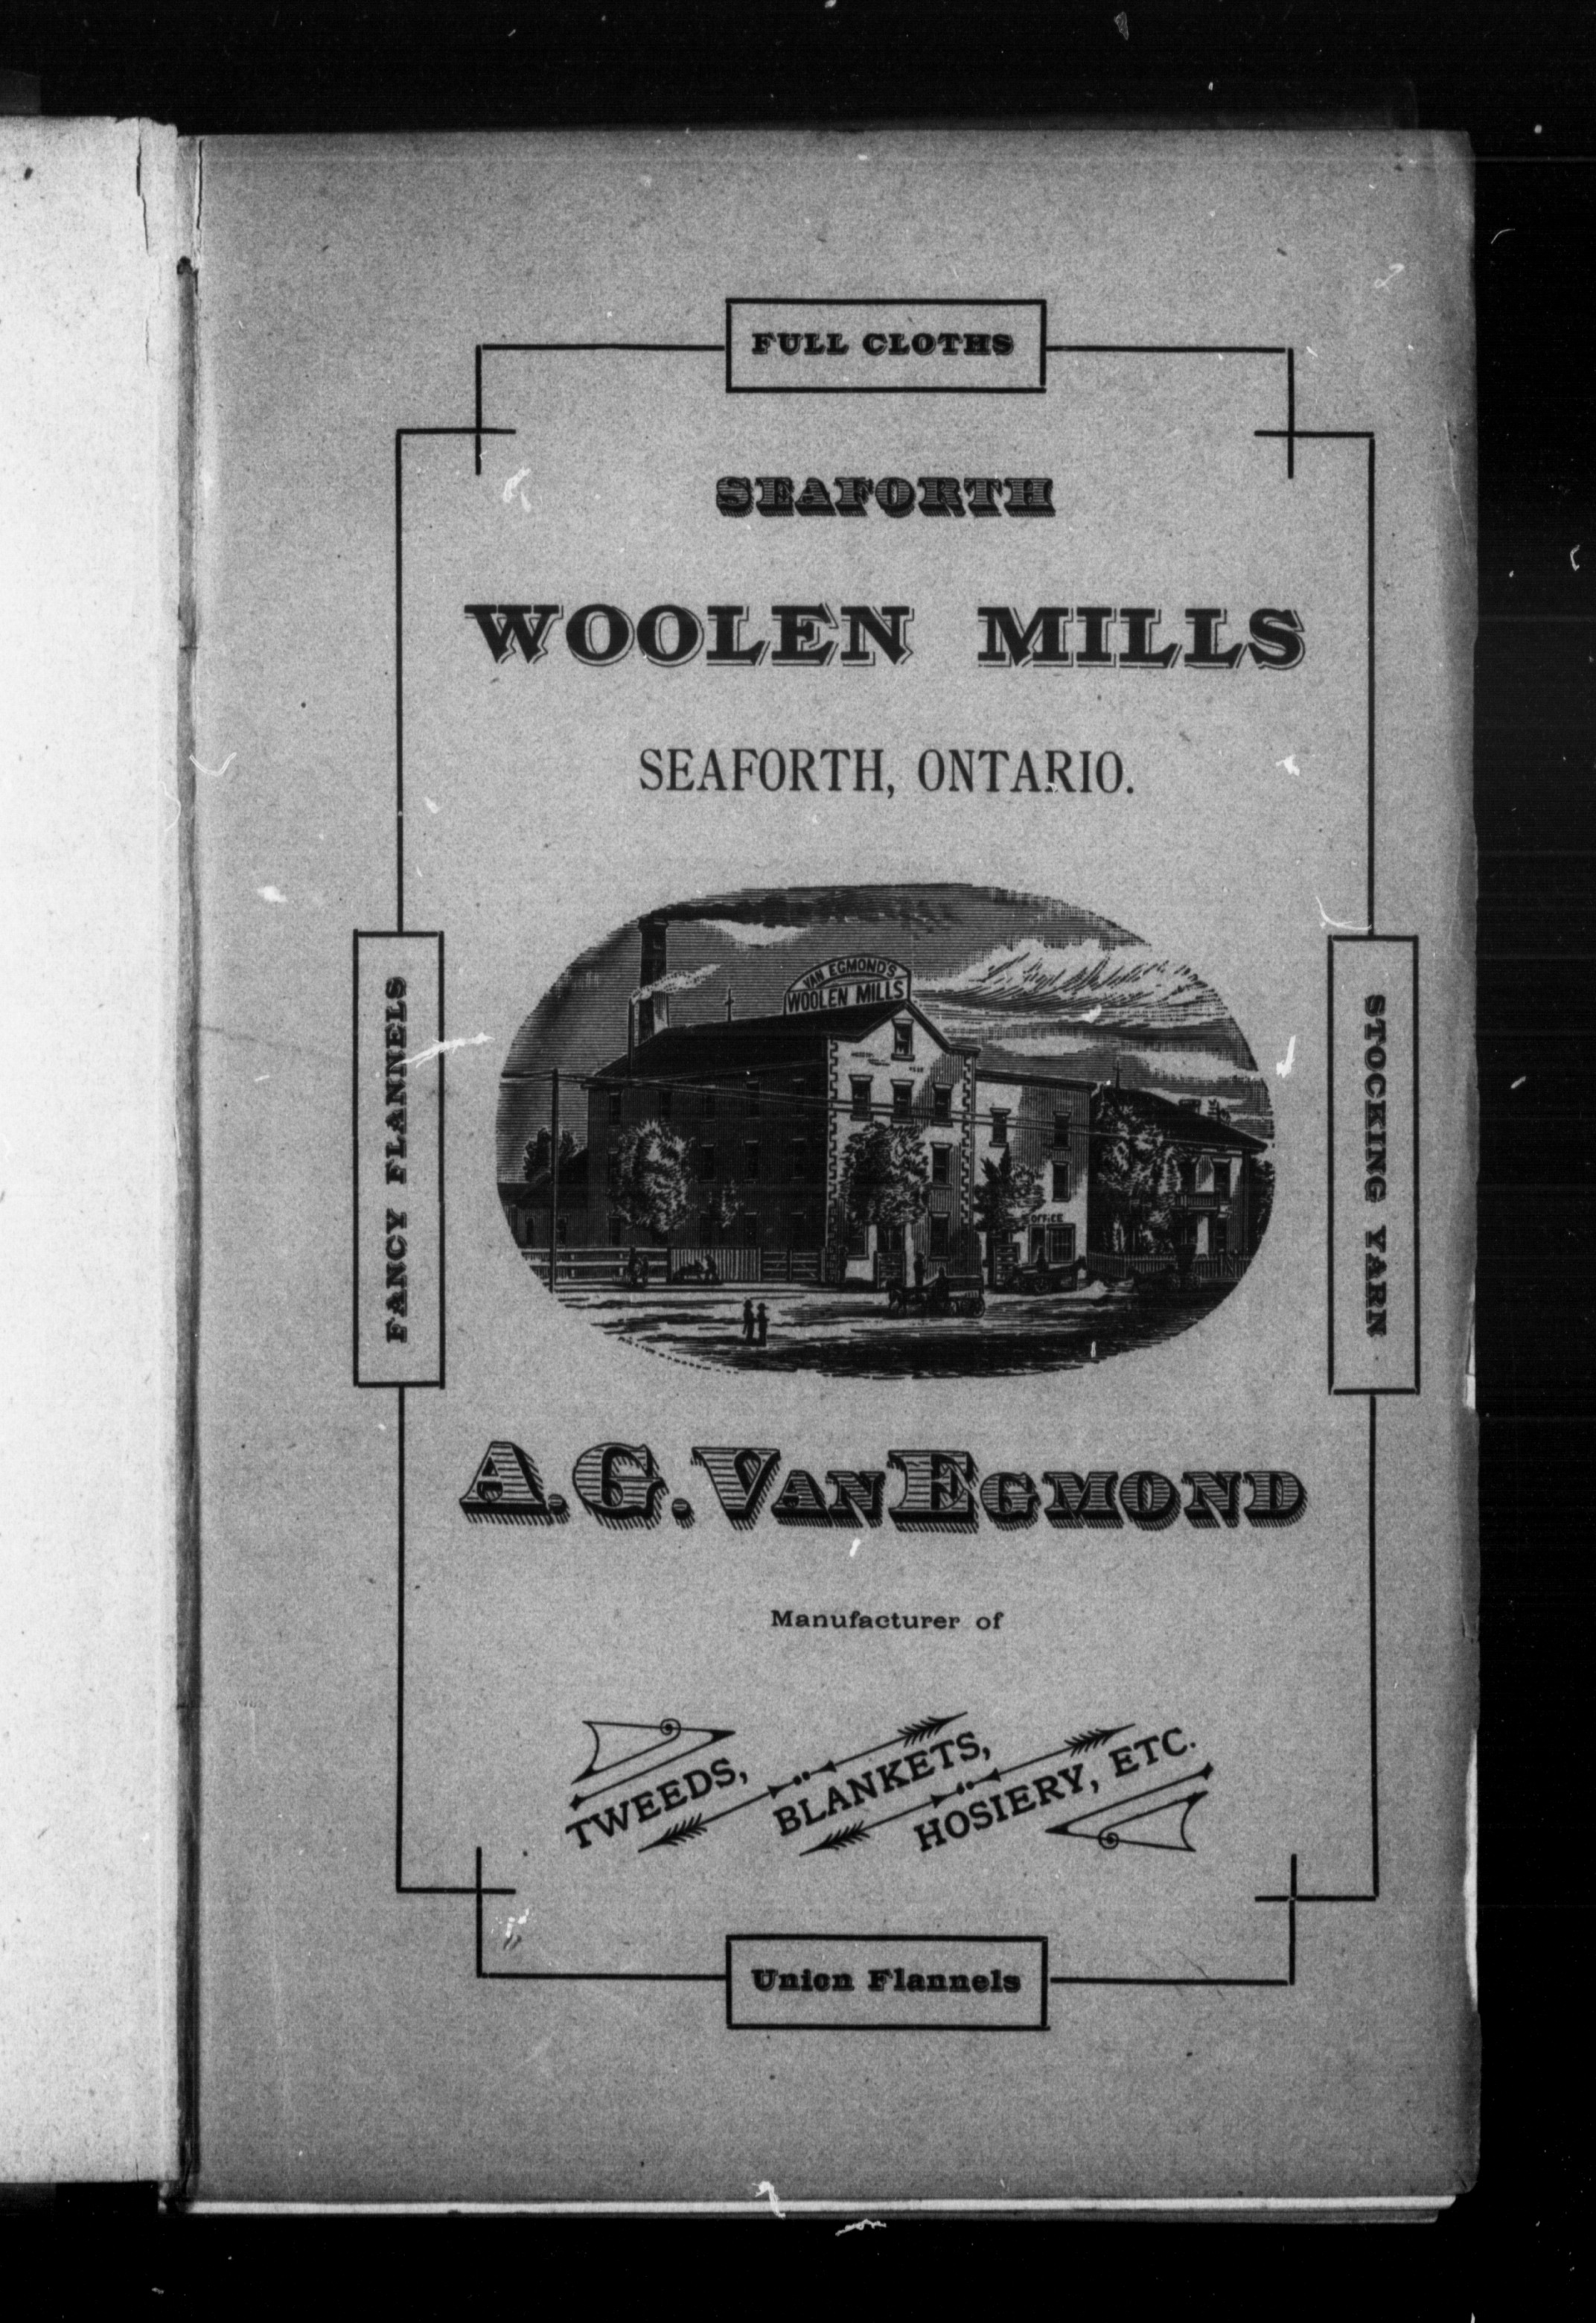 FULL CLOTHS
SEAFORTH
WOOLEN MILLS
SEAFORTH, ONTARIO.
FANCY FLANNELS
VAN EGMOND'S
WOOLEN MILLS
OFFICE
STOCKING YARN
A. G. VAN EGMOND
Manufacturer of
TWEEDS,
BLANKETS,
HOSIERY, ETC.
Union Flannels